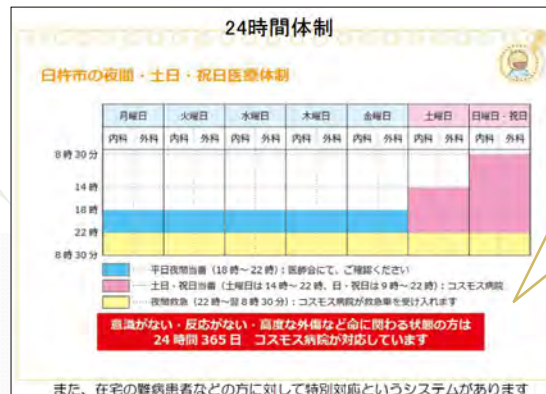 24時間体制
臼杵市の夜間・土日・祝日医療体制
月曜日 火曜日 水曜日 木曜日 金曜日 土曜日 日曜日・祝日
内科 外科 内科 外科 内科 外科 内科 外科 内科 外科 内科 外科 内科 外科
8時30分
14時
18時
22時
8時30分
……平日夜間当番（18時〜22時）：医師会にて、ご確認ください
……土日・祝日当番（土曜日は14時〜22時、日・祝日は9時〜22時）：コスモス病院
……夜間救急（22時〜翌8時30分）：コスモス病院が救急車を受け入れます
意識がない・反応がない・高度な外傷など命に関わる状態の方は
24時間365日 コスモス病院が対応しています
また、在宅の難病患者などの方に対して特別対応というシステムがあります